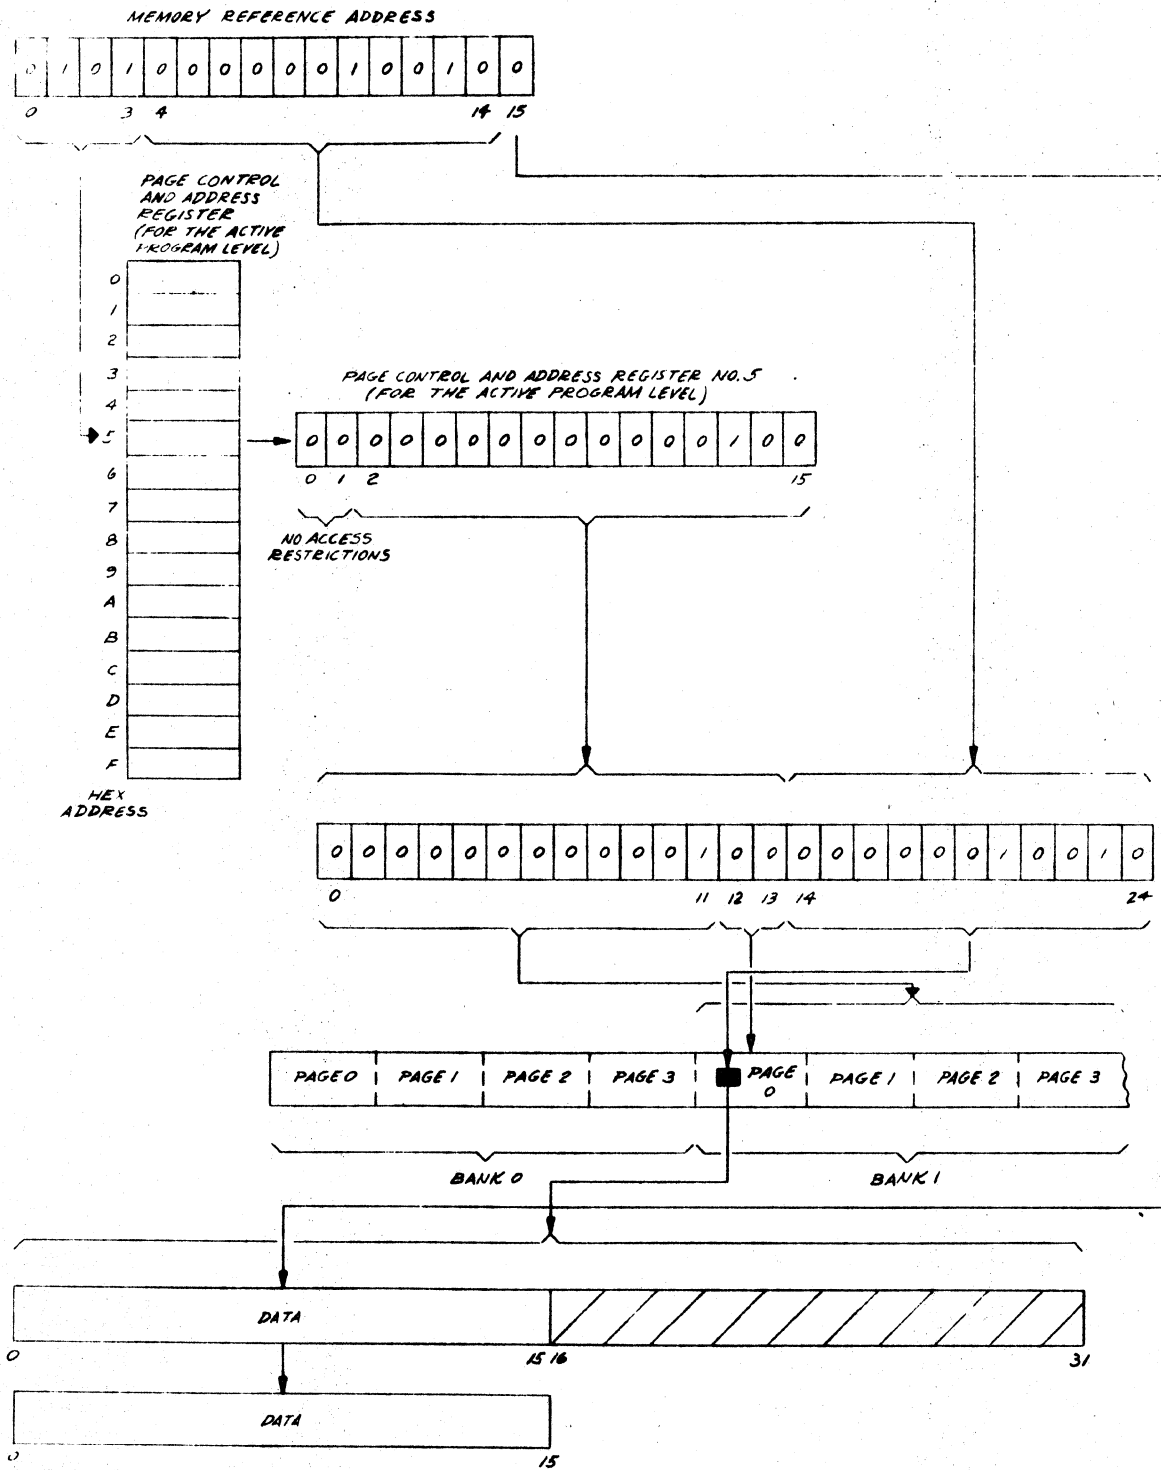 MEMORY REFERENCE ADDRESS
0 1 0 1 0 0 0 0 0 0 1 0 0 1 0 0
0 3 4 14 15
PAGE CONTROL
AND ADDRESS
REGISTER
(FOR THE ACTIVE
PROGRAM LEVEL)
0
1
2
3
4
5
6
7
8
9
A
B
C
D
E
F
HEX
ADDRESS
PAGE CONTROL AND ADDRESS REGISTER NO. 5
(FOR THE ACTIVE PROGRAM LEVEL)
0 0 0 0 0 0 0 0 0 0 0 0 0 0 1 0 0
0 1 2 15
NO ACCESS
RESTRICTIONS
0 0 0 0 0 0 0 0 0 0 0 1 0 0 0 0 0 0 0 0 1 0 0 1 0
0 11 12 13 14 24
PAGE 0 PAGE 1 PAGE 2 PAGE 3 PAGE 0 PAGE 1 PAGE 2 PAGE 3
BANK 0 BANK 1
DATA
0 15 16 31
DATA
0 15